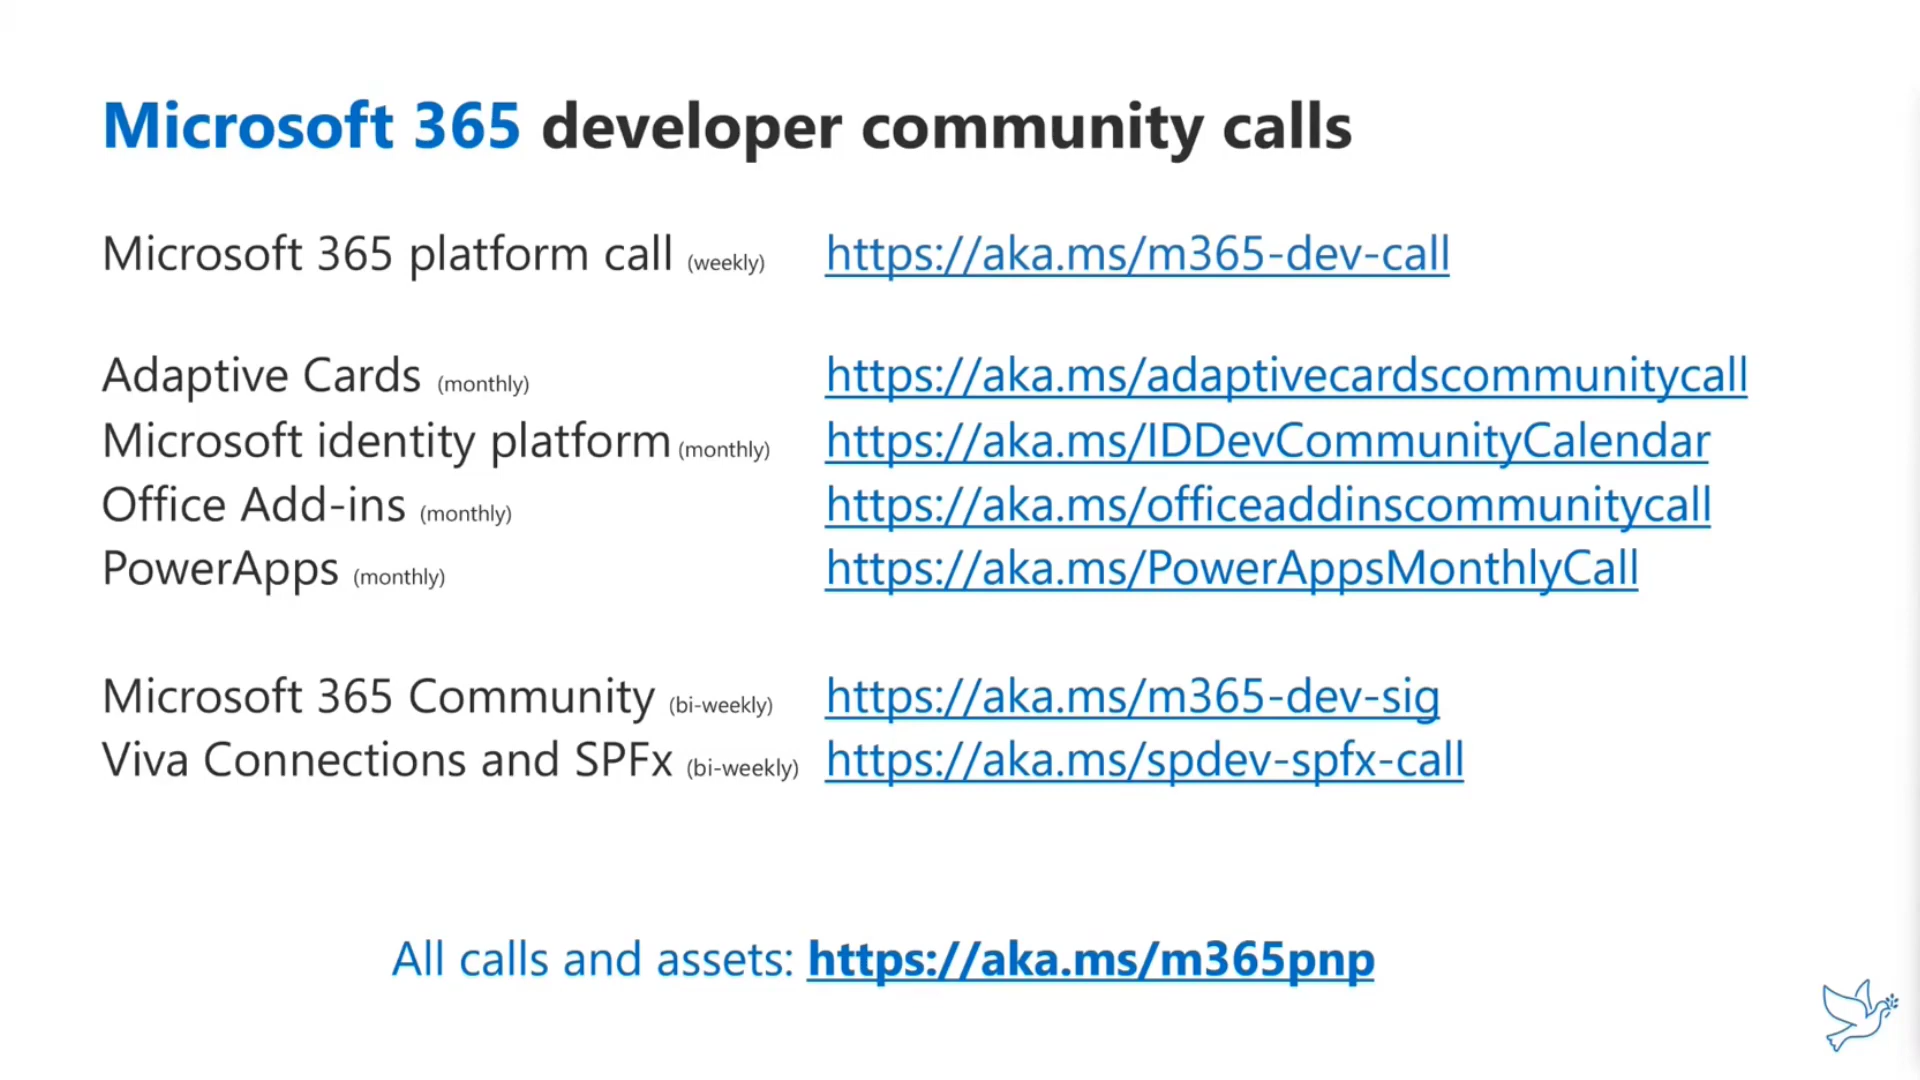 Microsoft 365 developer community calls
Microsoft 365 platform call (weekly) https://aka.ms/m365-dev-call
Adaptive Cards (monthly) https://aka.ms/adaptivecardscommunitycall
Microsoft identity platform (monthly) https://aka.ms/IDDevCommunityCalendar
Office Add-ins (monthly) https://aka.ms/officeaddinscommunitycall
PowerApps (monthly) https://aka.ms/PowerAppsMonthlyCall
Microsoft 365 Community (bi-weekly) https://aka.ms/m365-dev-sig
Viva Connections and SPFx (bi-weekly) https://aka.ms/spdev-spfx-call
All calls and assets: https://aka.ms/m365pnp